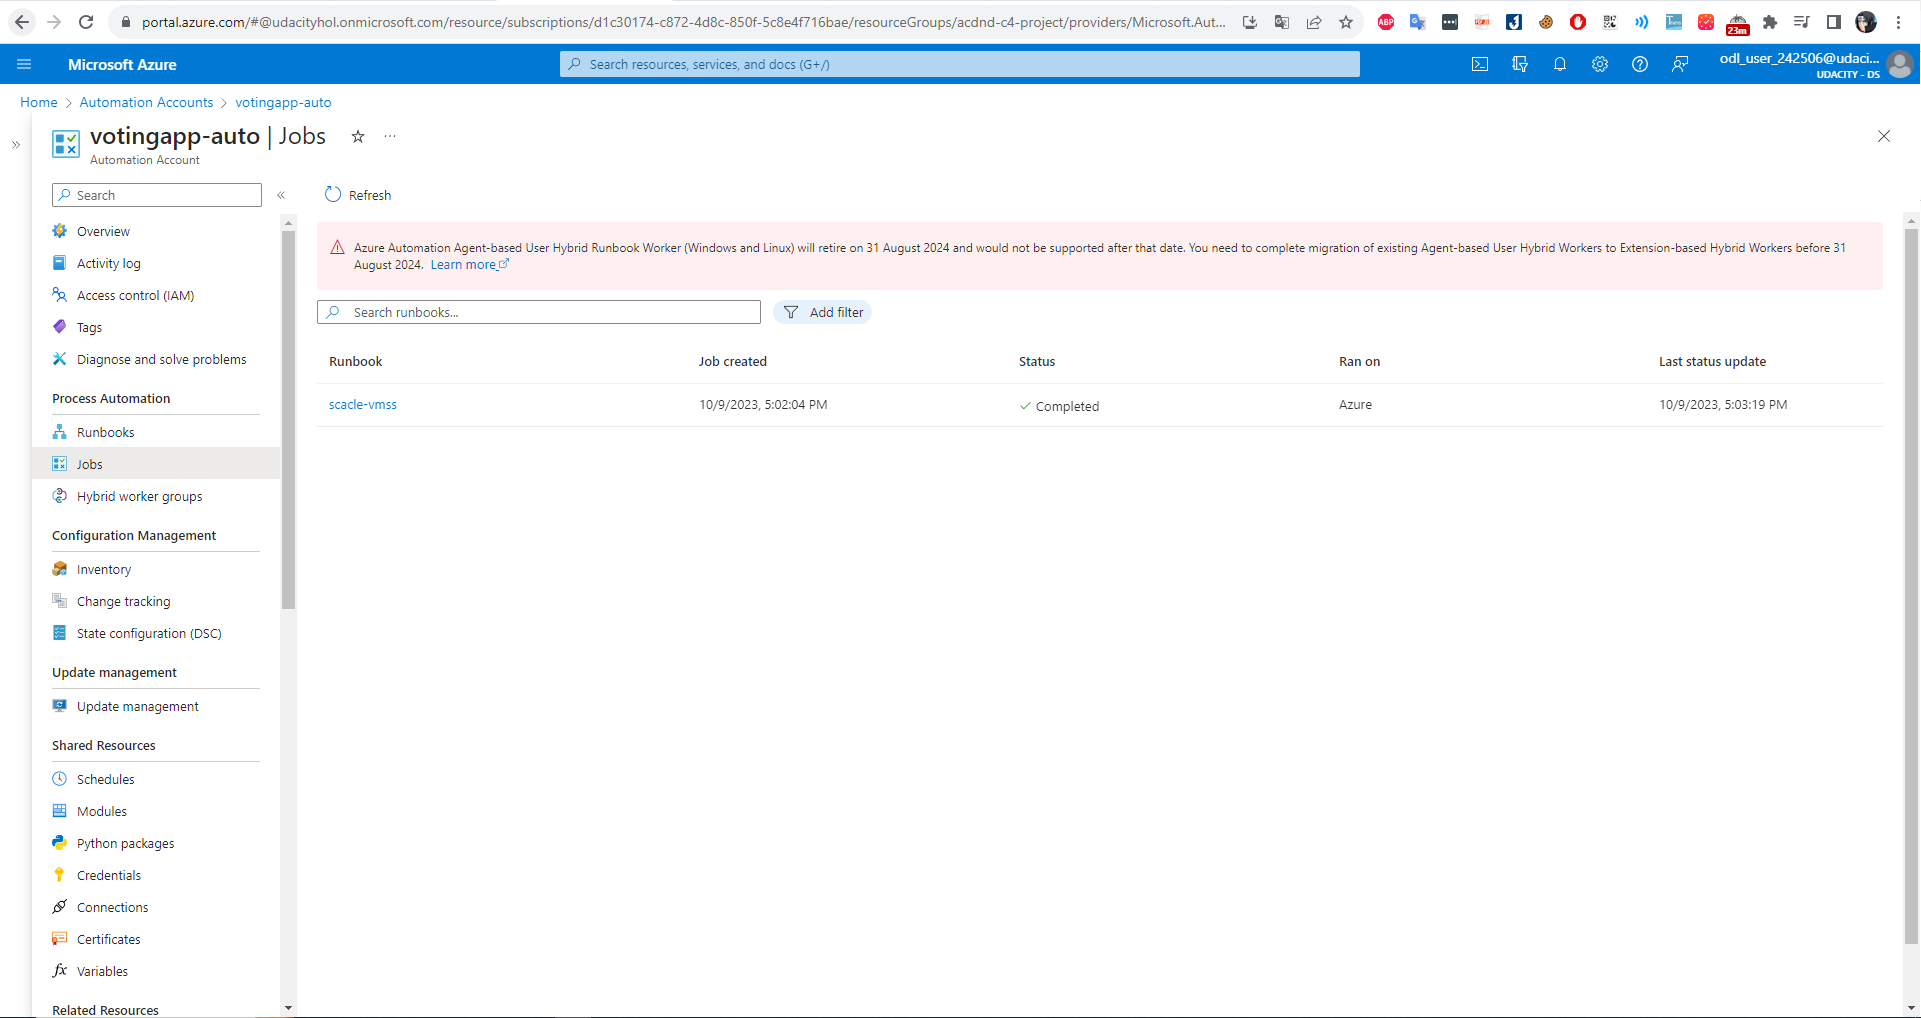 portal.azure.com/#@udacityhol.onmicrosoft.com/resource/subscriptions/d1c30174-c872-4d8c-850f-5c8e4f716bae/resourceGroups/acdnd-c4-project/providers/Microsoft.Aut...
ABP
23m
Microsoft Azure
Search resources, services, and docs (G+/)
odl_user_242506@udaci...
UDACITY - DS
Home > Automation Accounts > votingapp-auto
votingapp-auto | Jobs
Automation Account
Search
Refresh
Overview
Activity log
Access control (IAM)
Tags
Diagnose and solve problems
Process Automation
Runbooks
Jobs
Hybrid worker groups
Configuration Management
Inventory
Change tracking
State configuration (DSC)
Update management
Update management
Shared Resources
Schedules
Modules
Python packages
Credentials
Connections
Certificates
Variables
Related Resources
Azure Automation Agent-based User Hybrid Runbook Worker (Windows and Linux) will retire on 31 August 2024 and would not be supported after that date. You need to complete migration of existing Agent-based User Hybrid Workers to Extension-based Hybrid Workers before 31
August 2024. Learn more
Search runbooks...
Add filter
Runbook Job created Status Ran on Last status update
scacle-vmss 10/9/2023, 5:02:04 PM Completed Azure 10/9/2023, 5:03:19 PM